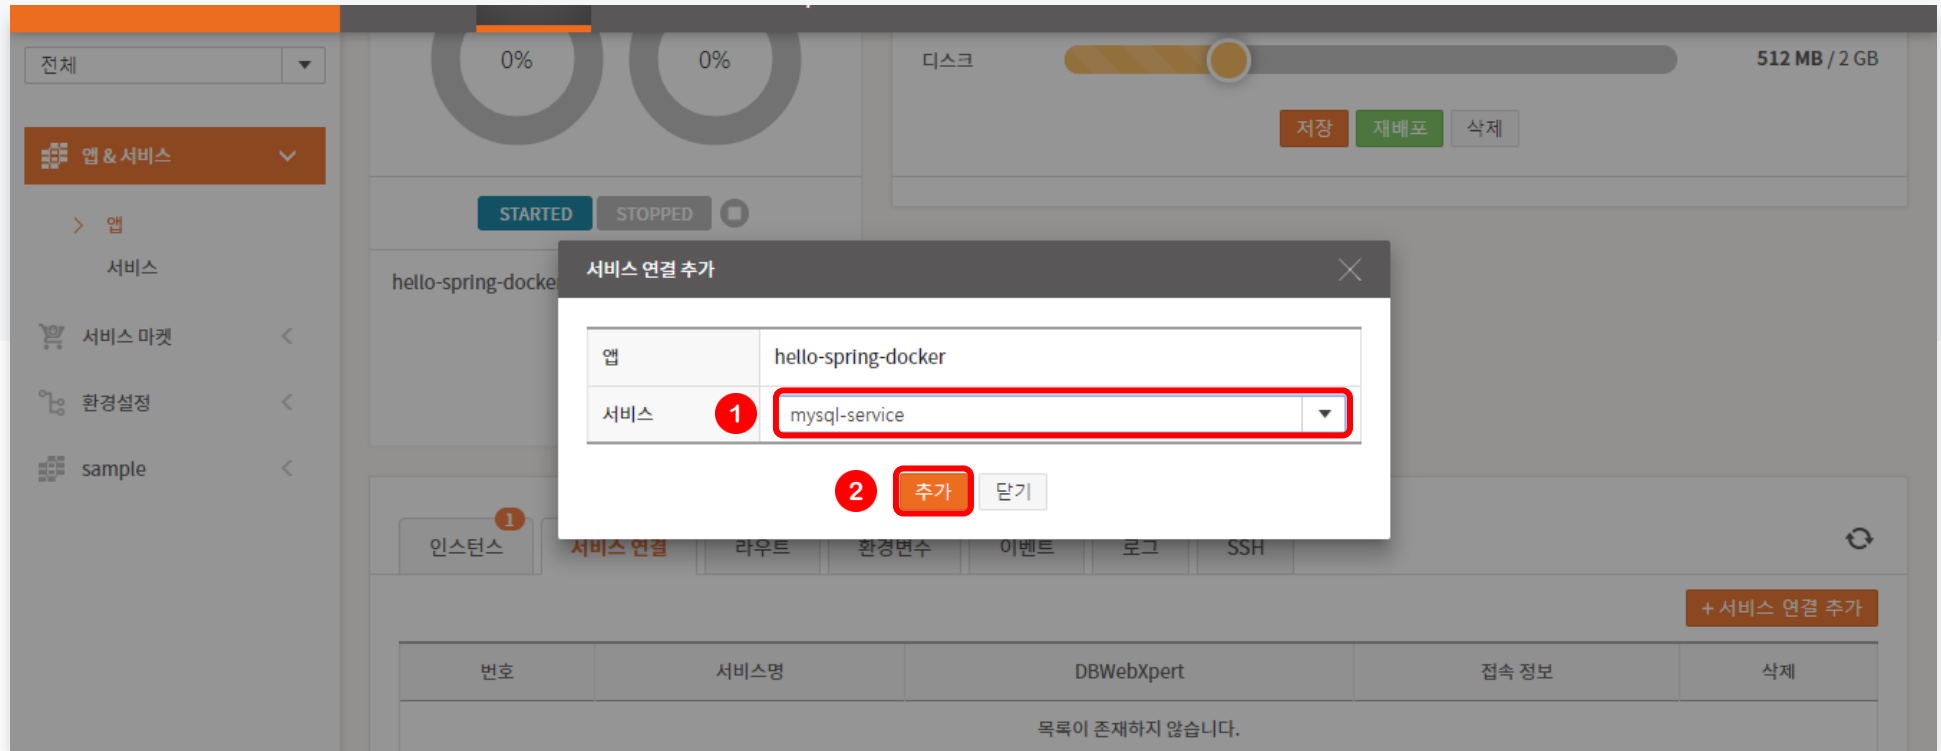 전체
0%
0%
디스크
512 MB / 2 GB
저장
재배포
삭제
앱 & 서비스
앱
서비스
서비스 마켓
환경설정
sample
STARTED
STOPPED
서비스 연결 추가
앱
hello-spring-docker
서비스
1
mysql-service
2
추가
닫기
인스턴스
1
서비스 연결
라우트
환경변수
이벤트
로그
SSH
+ 서비스 연결 추가
번호
서비스명
DBWebXpert
접속 정보
삭제
목록이 존재하지 않습니다.